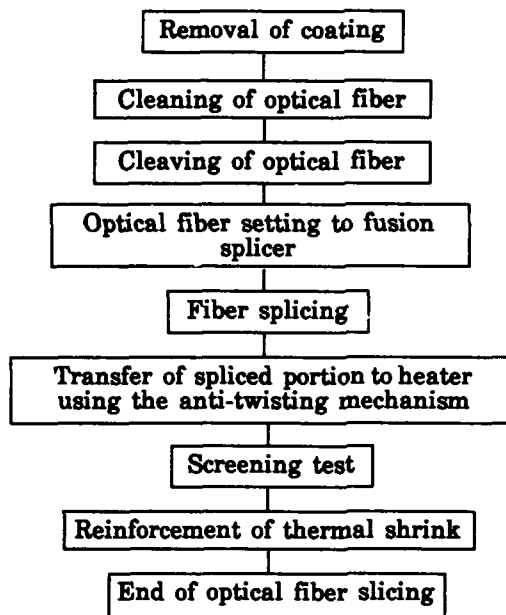 Removal of coating
Cleaning of optical fiber
Cleaving of optical fiber
Optical fiber setting to fusion
splicer
Fiber splicing
Transfer of spliced portion to heater
using the anti-twisting mechanism
Screening test
Reinforcement of thermal shrink
End of optical fiber slicing